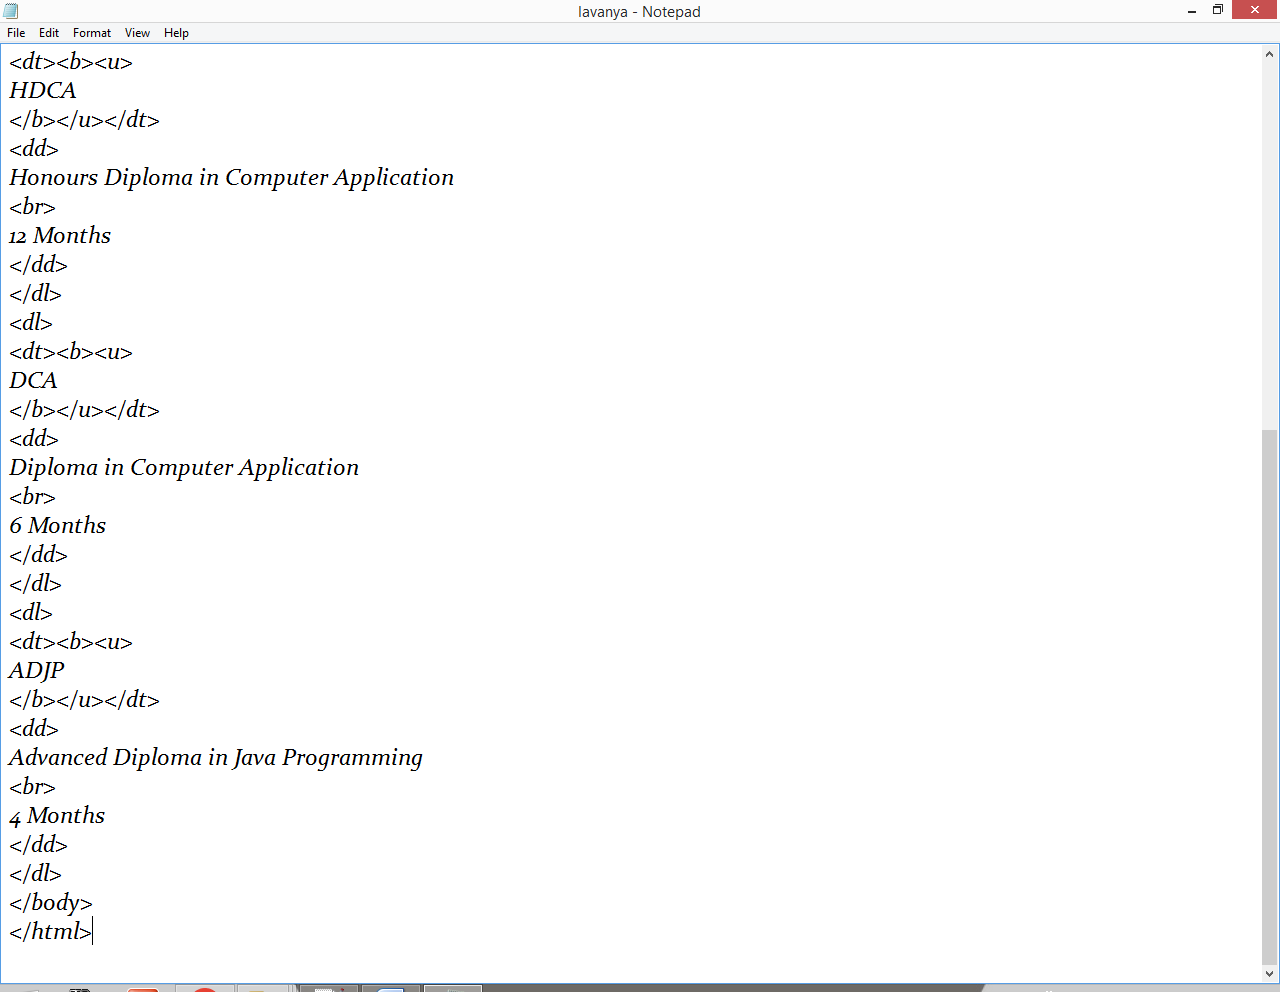 lavanya - Notepad
File Edit Format View Help
<dt><b><u>
HDCA
</b></u></dt>
<dd>
Honours Diploma in Computer Application
<br>
12 Months
</dd>
</dl>
<dl>
<dt><b><u>
DCA
</b></u></dt>
<dd>
Diploma in Computer Application
<br>
6 Months
</dd>
</dl>
<dl>
<dt><b><u>
ADJP
</b></u></dt>
<dd>
Advanced Diploma in Java Programming
<br>
4 Months
</dd>
</dl>
</body>
</html>